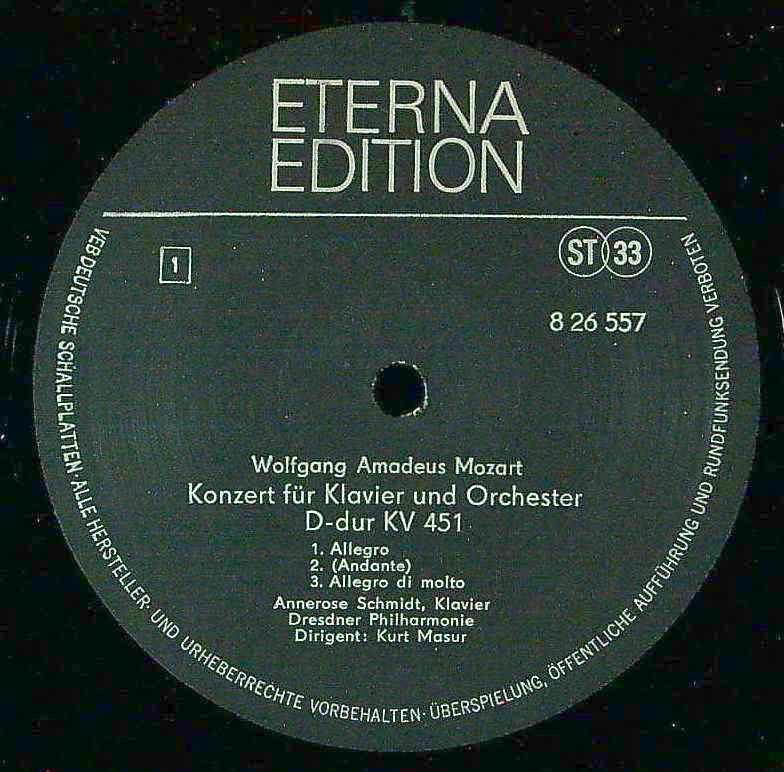 ETERNA
EDITION
1
ST 33
8 26 557
Wolfgang Amadeus Mozart
Konzert für Klavier und Orchester
D-dur KV 451
1. Allegro
2. (Andante)
3. Allegro di molto
Annerose Schmidt, Klavier
Dresdner Philharmonie
Dirigent: Kurt Masur
VEB DEUTSCHE SCHALLPLATTEN · ALLE HERSTELLER- UND URHEBERRECHTE VORBEHALTEN · ÜBERSPIELUNG, ÖFFENTLICHE AUFFÜHRUNG UND RUNDFUNKSENDUNG VERBOTEN